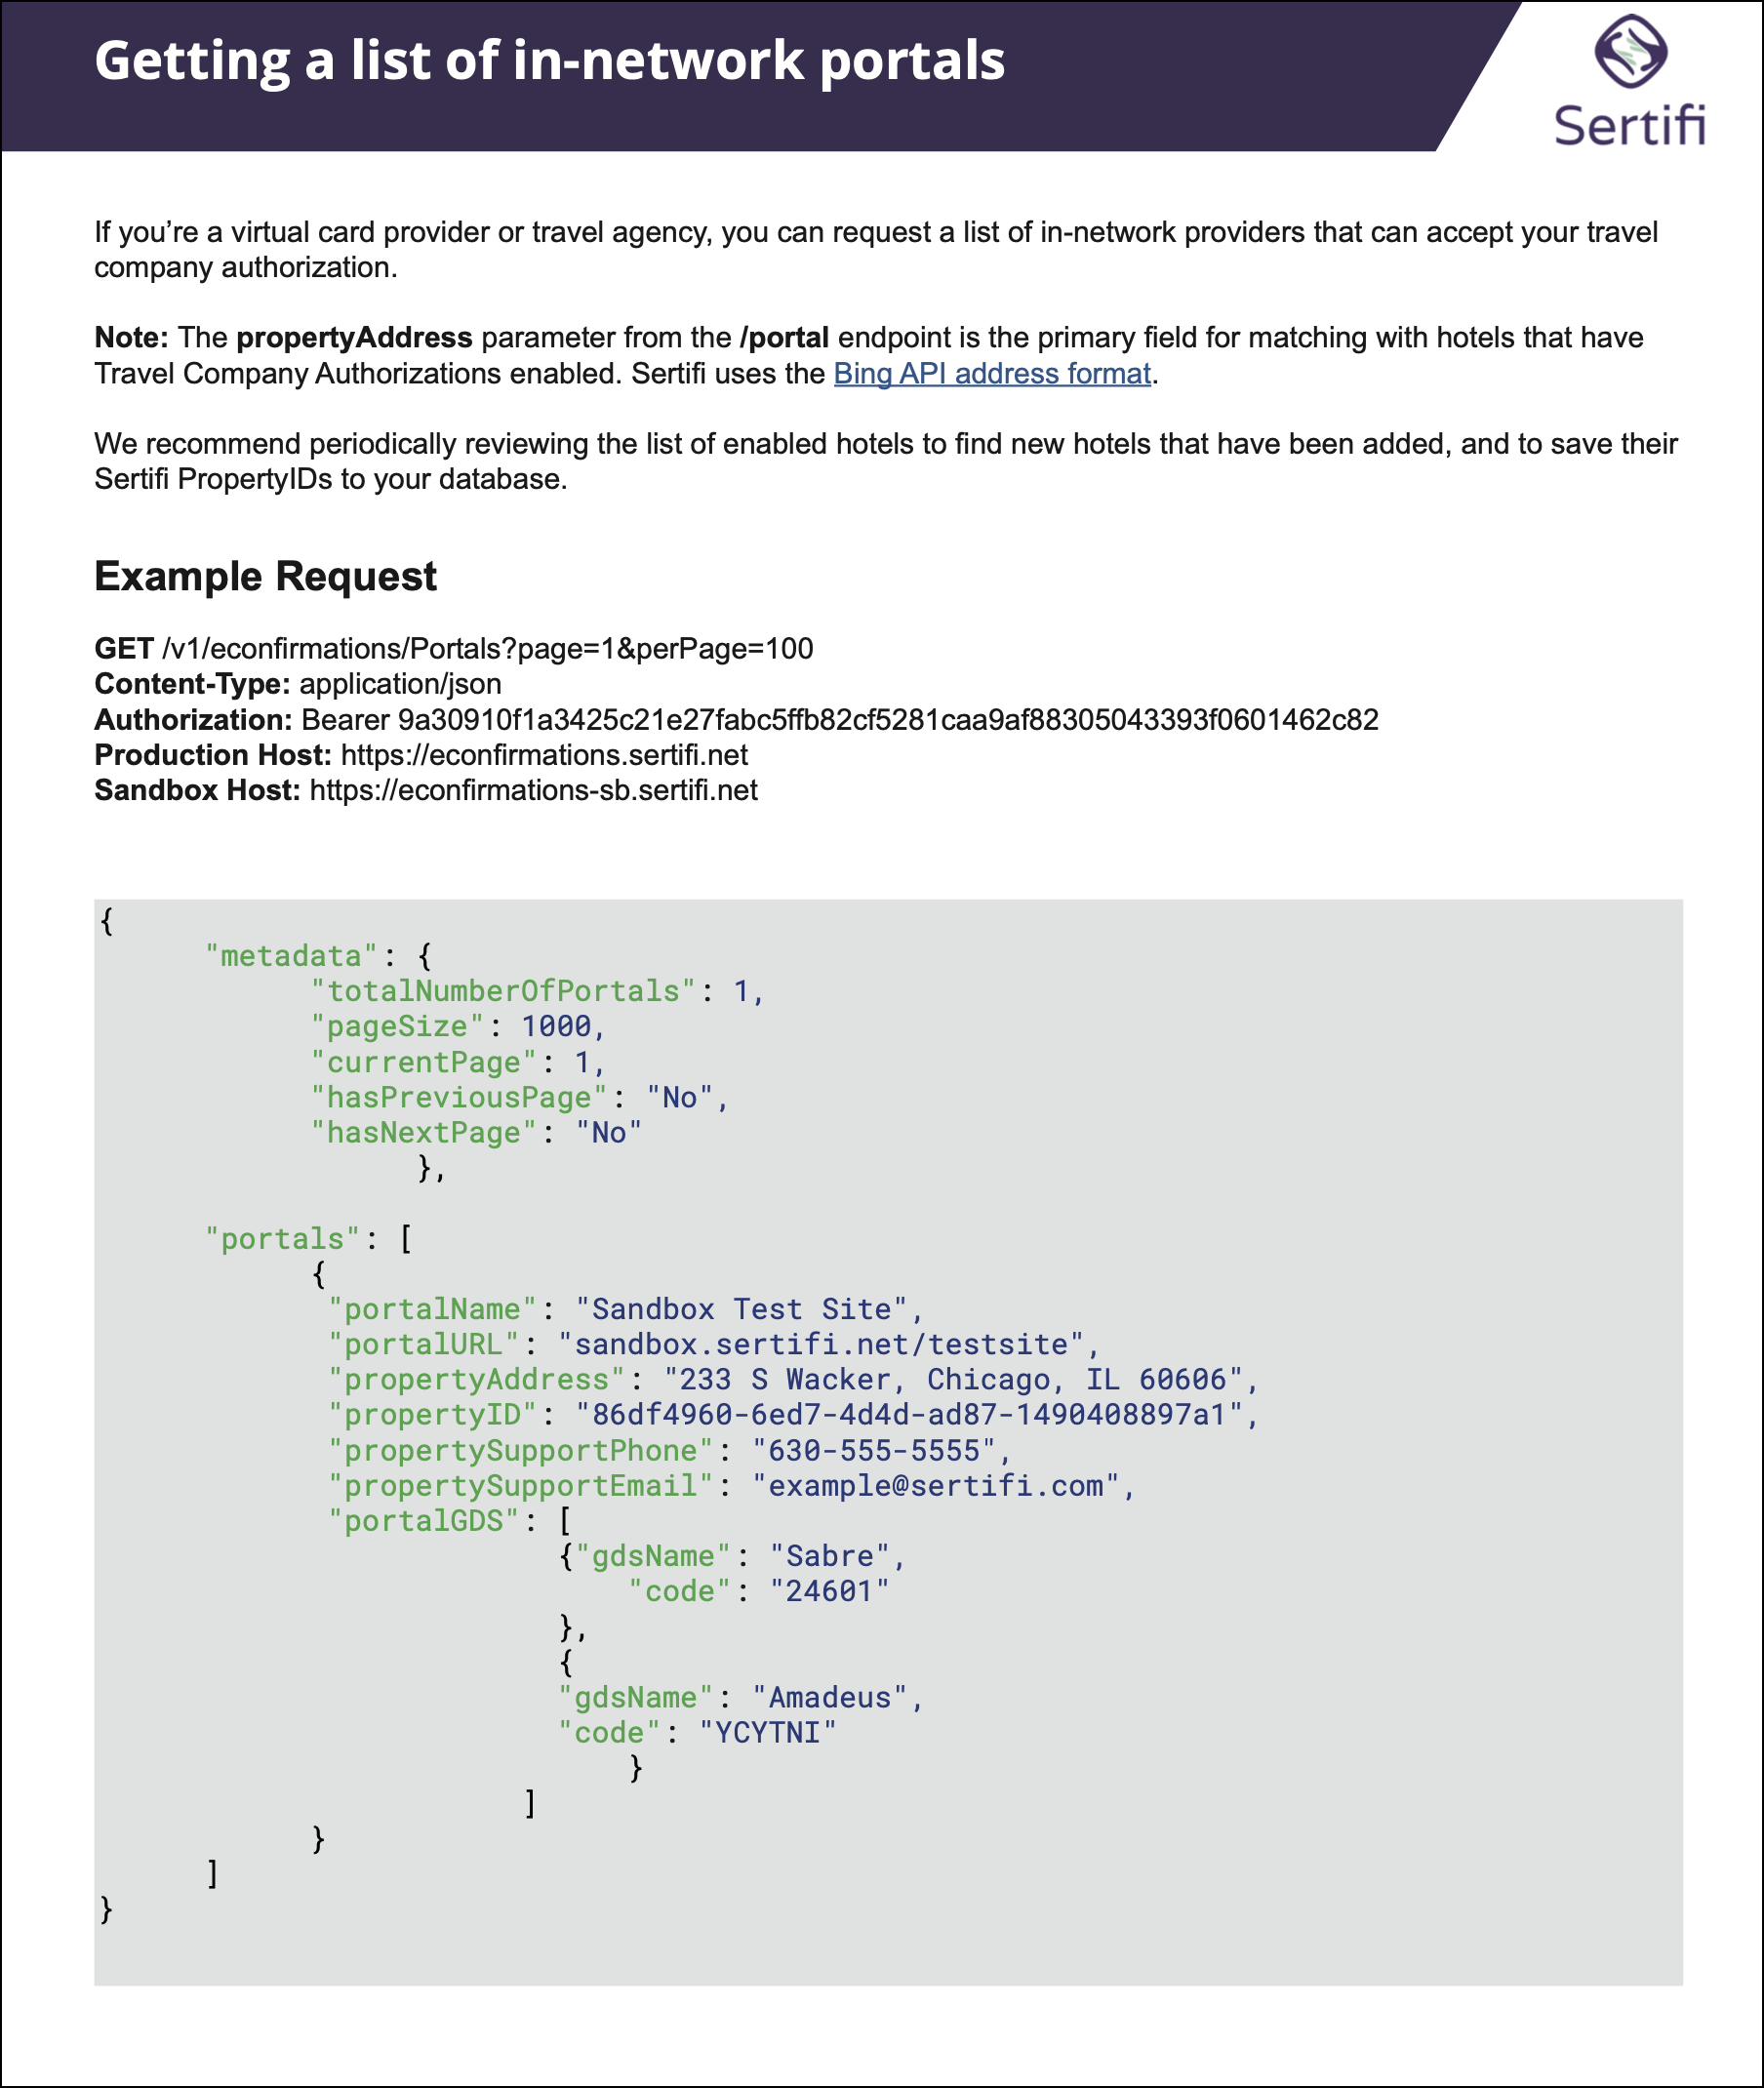 Getting a list of in-network portals
Sertifi
If you’re a virtual card provider or travel agency, you can request a list of in-network providers that can accept your travel
company authorization.
Note: The propertyAddress parameter from the /portal endpoint is the primary field for matching with hotels that have
Travel Company Authorizations enabled. Sertifi uses the Bing API address format.
We recommend periodically reviewing the list of enabled hotels to find new hotels that have been added, and to save their
Sertifi PropertyIDs to your database.
Example Request
GET /v1/econfirmations/Portals?page=1&perPage=100
Content-Type: application/json
Authorization: Bearer 9a30910f1a3425c21e27fabc5ffb82cf5281caa9af88305043393f0601462c82
Production Host: https://econfirmations.sertifi.net
Sandbox Host: https://econfirmations-sb.sertifi.net
{
"metadata": {
"totalNumberOfPortals": 1,
"pageSize": 1000,
"currentPage": 1,
"hasPreviousPage": "No",
"hasNextPage": "No"
},
"portals": [
{
"portalName": "Sandbox Test Site",
"portalURL": "sandbox.sertifi.net/testsite",
"propertyAddress": "233 S Wacker, Chicago, IL 60606",
"propertyID": "86df4960-6ed7-4d4d-ad87-1490408897a1",
"propertySupportPhone": "630-555-5555",
"propertySupportEmail": "example@sertifi.com",
"portalGDS": [
{"gdsName": "Sabre",
"code": "24601"
},
{
"gdsName": "Amadeus",
"code": "YCYTNI"
}
]
}
]
}